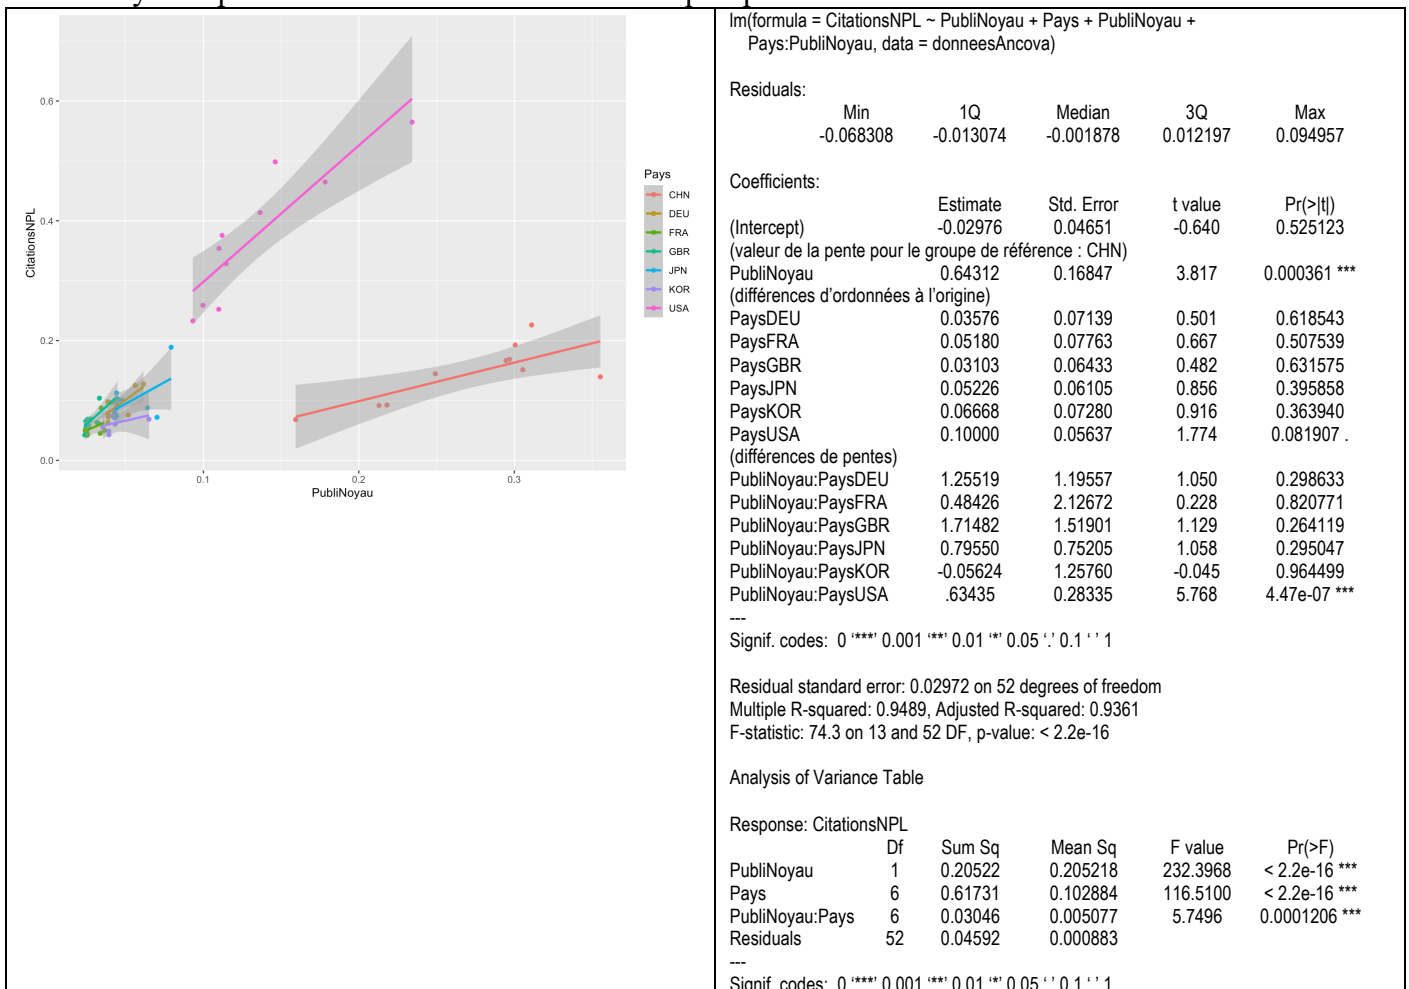 0.6
0.4
0.2
0.0
0.1
0.2
0.3
CitationsNPL
PubliNoyau
Pays
CHN
DEU
FRA
GBR
JPN
KOR
USA
lm(formula = CitationsNPL ~ PubliNoyau + Pays + PubliNoyau +
Pays:PubliNoyau, data = donneesAncova)
Residuals:
Min 1Q Median 3Q Max
-0.068308 -0.013074 -0.001878 0.012197 0.094957
Coefficients:
Estimate Std. Error t value Pr(>|t|)
(Intercept) -0.02976 0.04651 -0.640 0.525123
(valeur de la pente pour le groupe de référence : CHN)
PubliNoyau 0.64312 0.16847 3.817 0.000361 ***
(différences d'ordonnées à l'origine)
PaysDEU 0.03576 0.07139 0.501 0.618543
PaysFRA 0.05180 0.07763 0.667 0.507539
PaysGBR 0.03103 0.06433 0.482 0.631575
PaysJPN 0.05226 0.06105 0.856 0.395858
PaysKOR 0.06668 0.07280 0.916 0.363940
PaysUSA 0.10000 0.05637 1.774 0.081907 .
(différences de pentes)
PubliNoyau:PaysDEU 1.25519 1.19557 1.050 0.298633
PubliNoyau:PaysFRA 0.48426 2.12672 0.228 0.820771
PubliNoyau:PaysGBR 1.71482 1.51901 1.129 0.264119
PubliNoyau:PaysJPN 0.79550 0.75205 1.058 0.295047
PubliNoyau:PaysKOR -0.05624 1.25760 -0.045 0.964499
PubliNoyau:PaysUSA .63435 0.28335 5.768 4.47e-07 ***
---
Signif. codes: 0 '***' 0.001 '**' 0.01 '*' 0.05 '.' 0.1 ' ' 1
Residual standard error: 0.02972 on 52 degrees of freedom
Multiple R-squared: 0.9489, Adjusted R-squared: 0.9361
F-statistic: 74.3 on 13 and 52 DF, p-value: < 2.2e-16
Analysis of Variance Table
Response: CitationsNPL
Df Sum Sq Mean Sq F value Pr(>F)
PubliNoyau 1 0.20522 0.205218 232.3968 < 2.2e-16 ***
Pays 6 0.61731 0.102884 116.5100 < 2.2e-16 ***
PubliNoyau:Pays 6 0.03046 0.005077 5.7496 0.0001206 ***
Residuals 52 0.04592 0.000883
---
Signif. codes: 0 '***' 0.001 '**' 0.01 '*' 0.05 '.' 0.1 ' ' 1